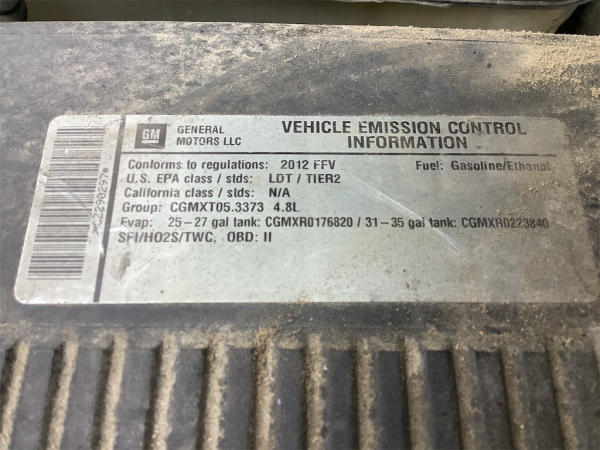 GM
GENERAL
MOTORS LLC
VEHICLE EMISSION CONTROL
INFORMATION
Conforms to regulations: 2012 FFV Fuel: Gasoline/Ethanol
U.S. EPA class / stds: LDT / TIER2
California class / stds: N/A
Group: CGMXT05.3373 4.8L
Evap: 25-27 gal tank: CGMXR0176820 / 31-35 gal tank: CGMXR0223840
SFI/HO2S/TWC, OBD: II